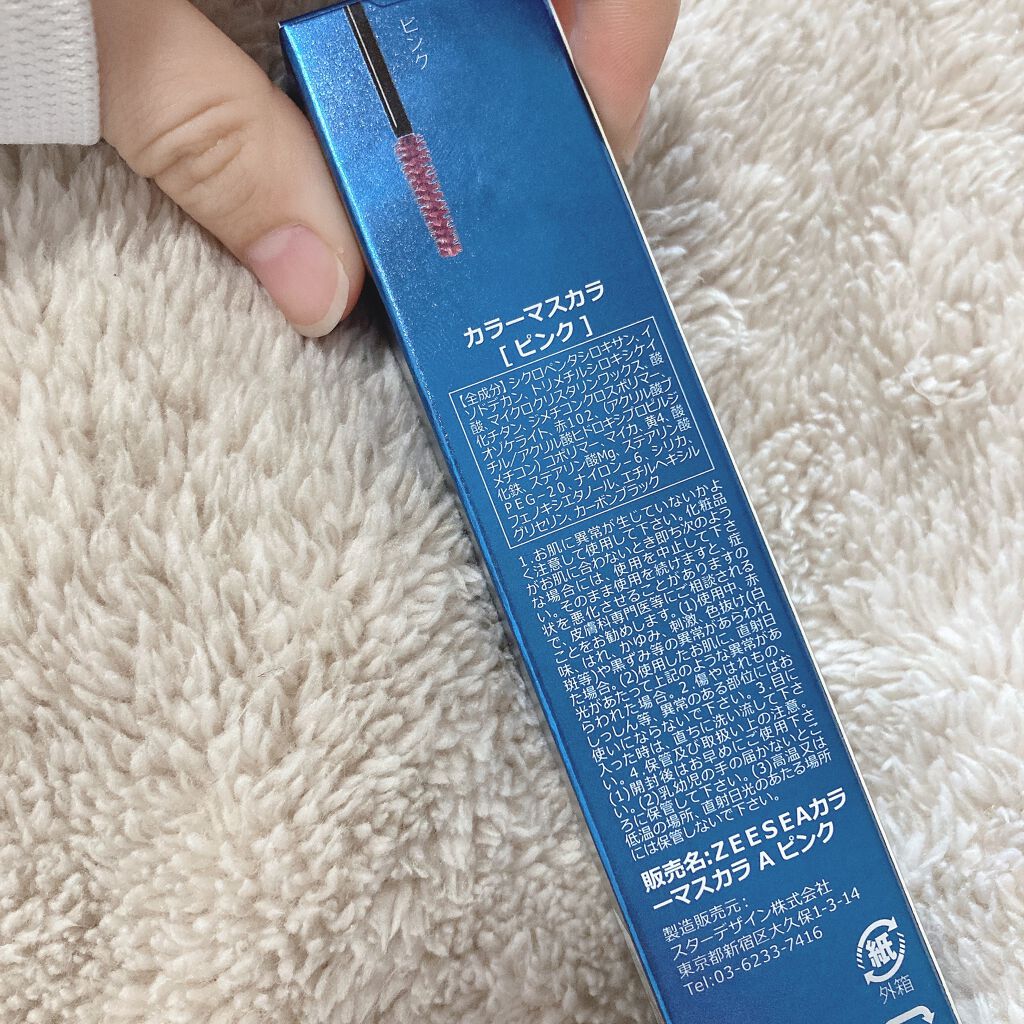 ピンク
カラーマスカラ
[ ピンク ]
[全成分] シクロペンタシロキサン、イ
ソドデカン、トリメチルシロキシケイ
酸、マイクロクリスタリンワックス、酸
化チタン、ジメチコンクロスポリマー、
オゾケライト、赤102、(アクリル酸ブ
チル/アクリル酸ヒドロキシプロピルジ
メチコン) コポリマー、マイカ、黄4、酸
化鉄、ステアリン酸Mg、ステアリン酸
PEG-20、ナイロン-6、シリカ、
フェノキシエタノール、エチルヘキシル
グリセリン、カーボンブラック
1. お肌に異常が生じていないかよ
く注意して使用して下さい。化粧品
がお肌に合わないとき即ち次のよう
な場合には、使用を中止して下さ
い。そのまま使用を続けますと、症
状を悪化させることがありますの
で、皮膚科専門医等にご相談される
ことをお勧めします。(1)使用中、赤
味、はれ、かゆみ、刺激、色抜け(白
斑等)や黒ずみ等の異常があらわれ
た場合。(2)使用したお肌に、直射日
光があたって上記のような異常があ
らわれた場合。2. 傷やはれもの、
しっしん等、異常のある部位にはお
使いにならないで下さい。3. 目に
入った時は、直ちに洗い流して下さ
い。4. 保管及び取扱い上の注意。
(1)開封後はお早めにご使用下さ
い。(2)乳幼児の手の届かないとこ
ろに保管して下さい。(3)高温又は
低温の場所、直射日光のあたる場所
には保管しないで下さい。
販売名:ZEESEAカラ
ーマスカラ A ピンク
製造販売元:
スターデザイン株式会社
東京都新宿区大久保1-3-14
Tel:03-6233-7416
紙
外箱